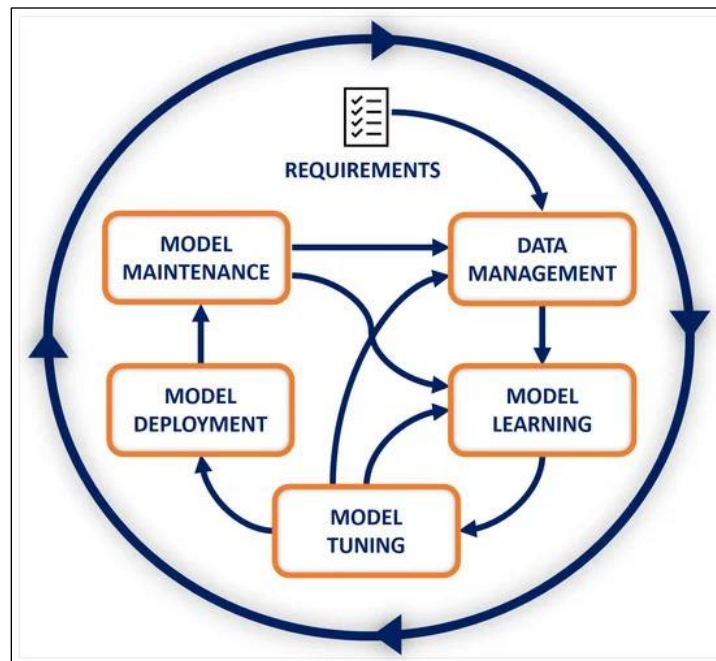 REQUIREMENTS
MODEL
MAINTENANCE
DATA
MANAGEMENT
MODEL
DEPLOYMENT
MODEL
LEARNING
MODEL
TUNING